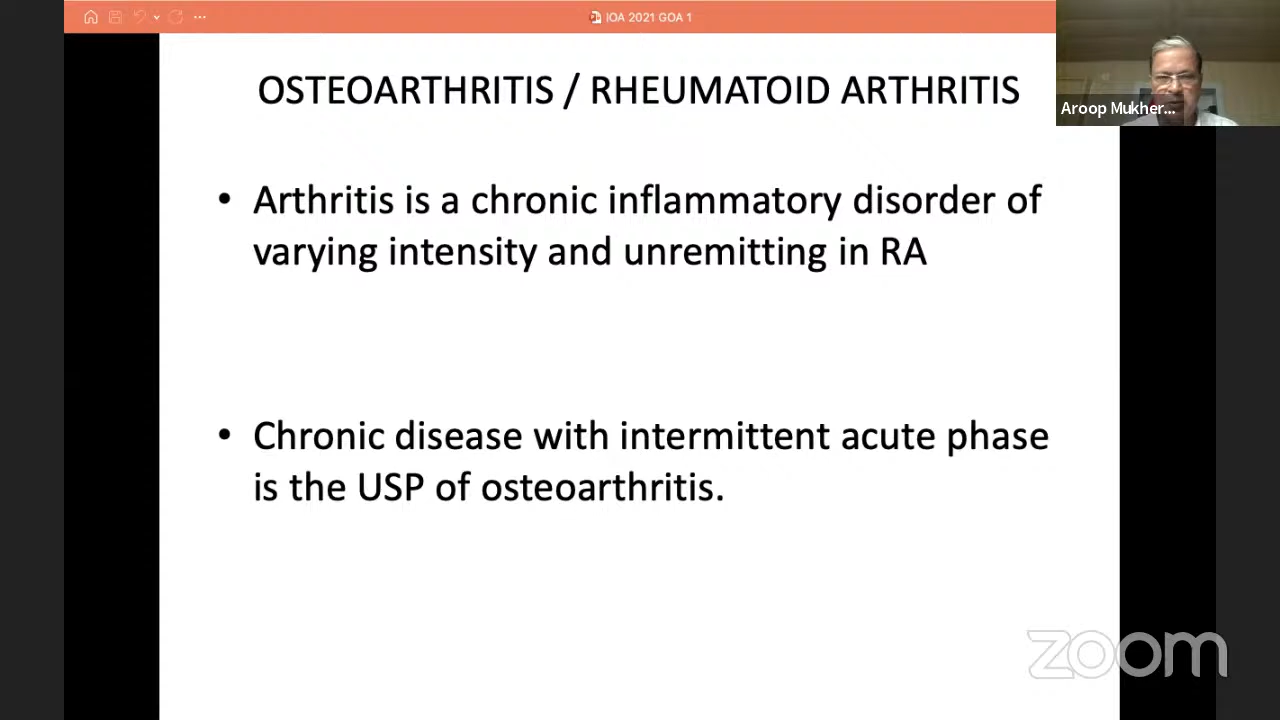 IOA 2021 GOA 1
OSTEOARTHRITIS / RHEUMATOID ARTHRITIS
Aroop Mukher...
• Arthritis is a chronic inflammatory disorder of
varying intensity and unremitting in RA
• Chronic disease with intermittent acute phase
is the USP of osteoarthritis.
zoom